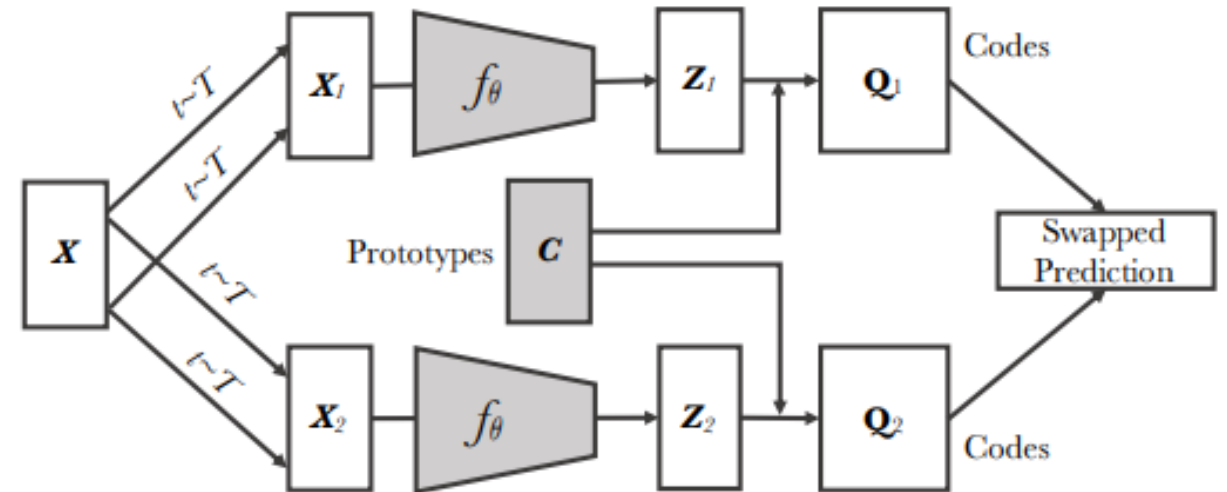 X
t~T
t~T
t~T
t~T
X1
fθ
Z1
Q1
Codes
Prototypes
C
Swapped
Prediction
X2
fθ
Z2
Q2
Codes